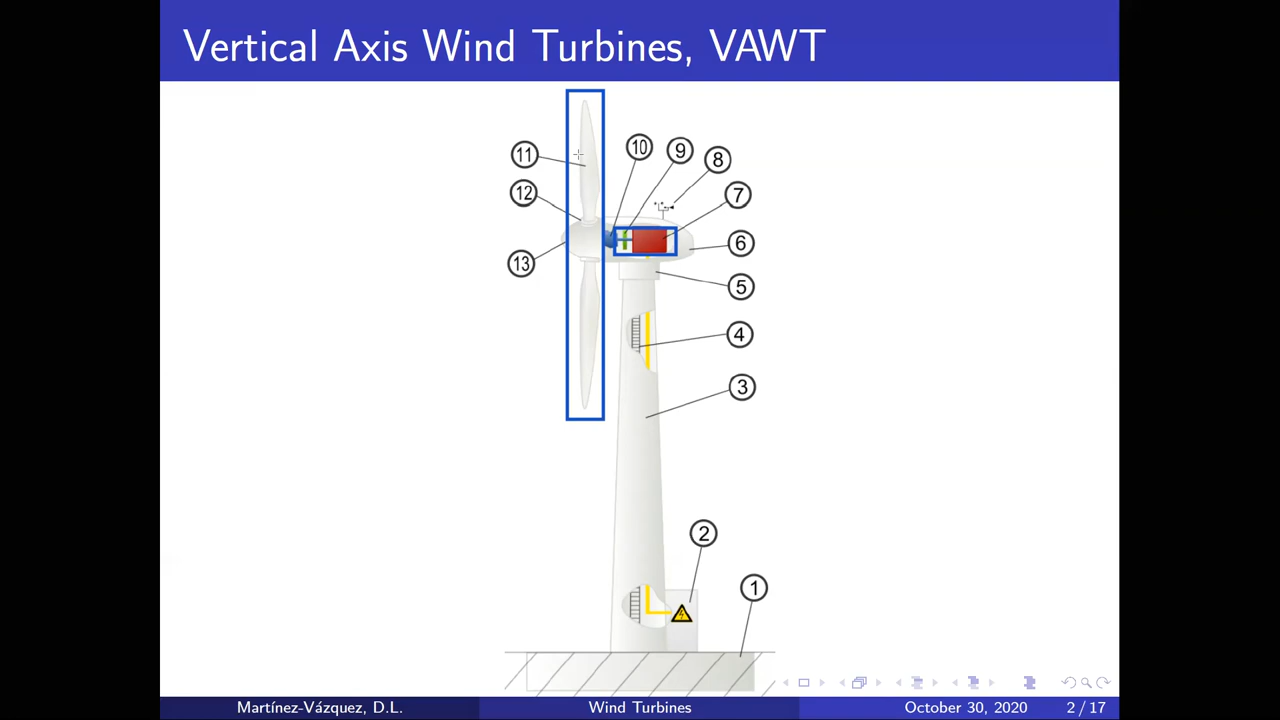 Vertical Axis Wind Turbines, VAWT
11
10
9
8
12
7
13
6
5
4
3
2
1
Martínez-Vázquez, D.L.
Wind Turbines
October 30, 2020
2 / 17